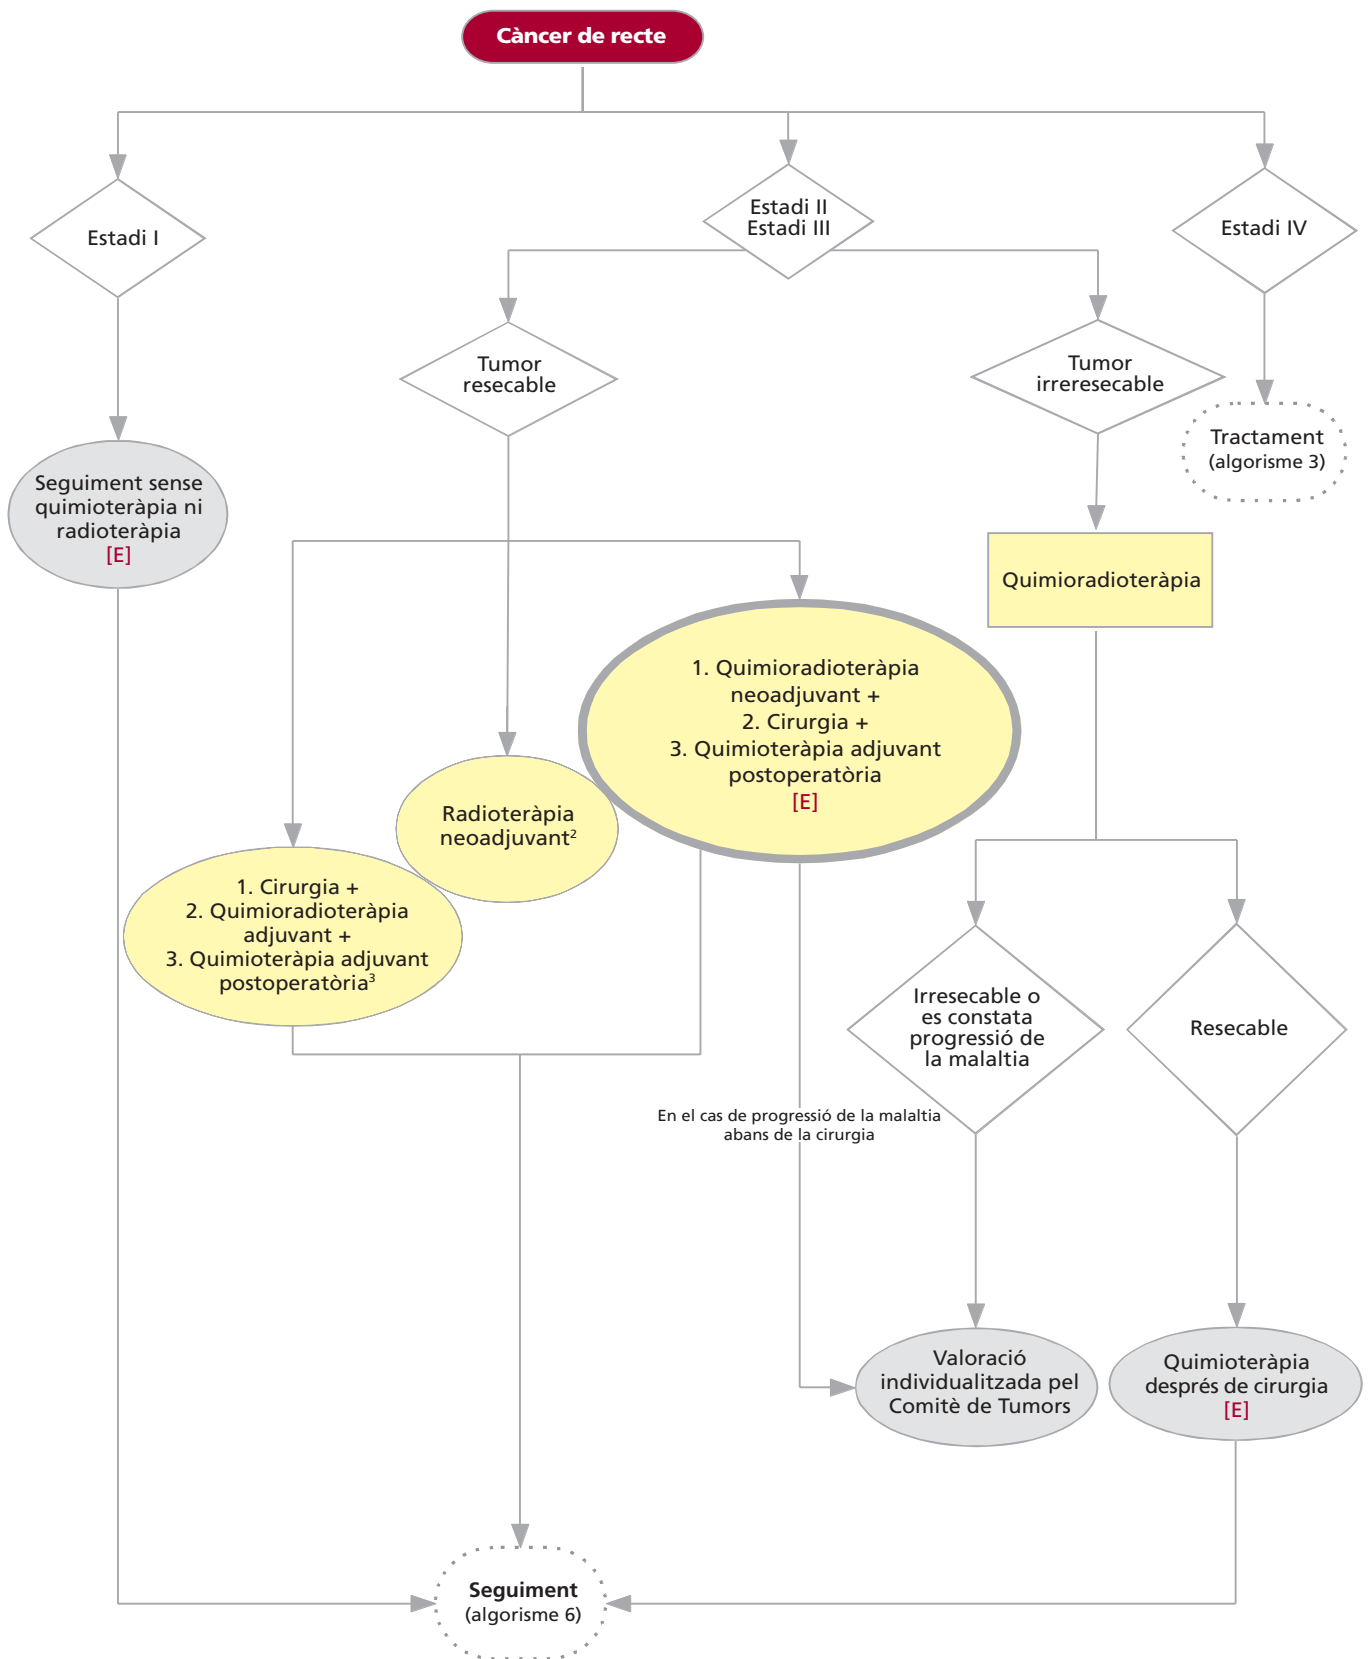 Càncer de recte
Estadi I
Estadi II
Estadi III
Estadi IV
Tumor
resecable
Tumor
irreresecable
Tractament
(algorisme 3)
Seguiment sense
quimioteràpia ni
radioteràpia
[E]
Quimioradioteràpia
1. Quimioradioteràpia
neoadjuvant +
2. Cirurgia +
3. Quimioteràpia adjuvant
postoperatòria
[E]
Radioteràpia
neoadjuvant²
1. Cirurgia +
2. Quimioradioteràpia
adjuvant +
3. Quimioteràpia adjuvant
postoperatòria³
Irresecable o
es constata
progressió de
la malaltia
Resecable
En el cas de progressió de la malaltia
abans de la cirurgia
Valoració
individualitzada pel
Comitè de Tumors
Quimioteràpia
després de cirurgia
[E]
Seguiment
(algorisme 6)